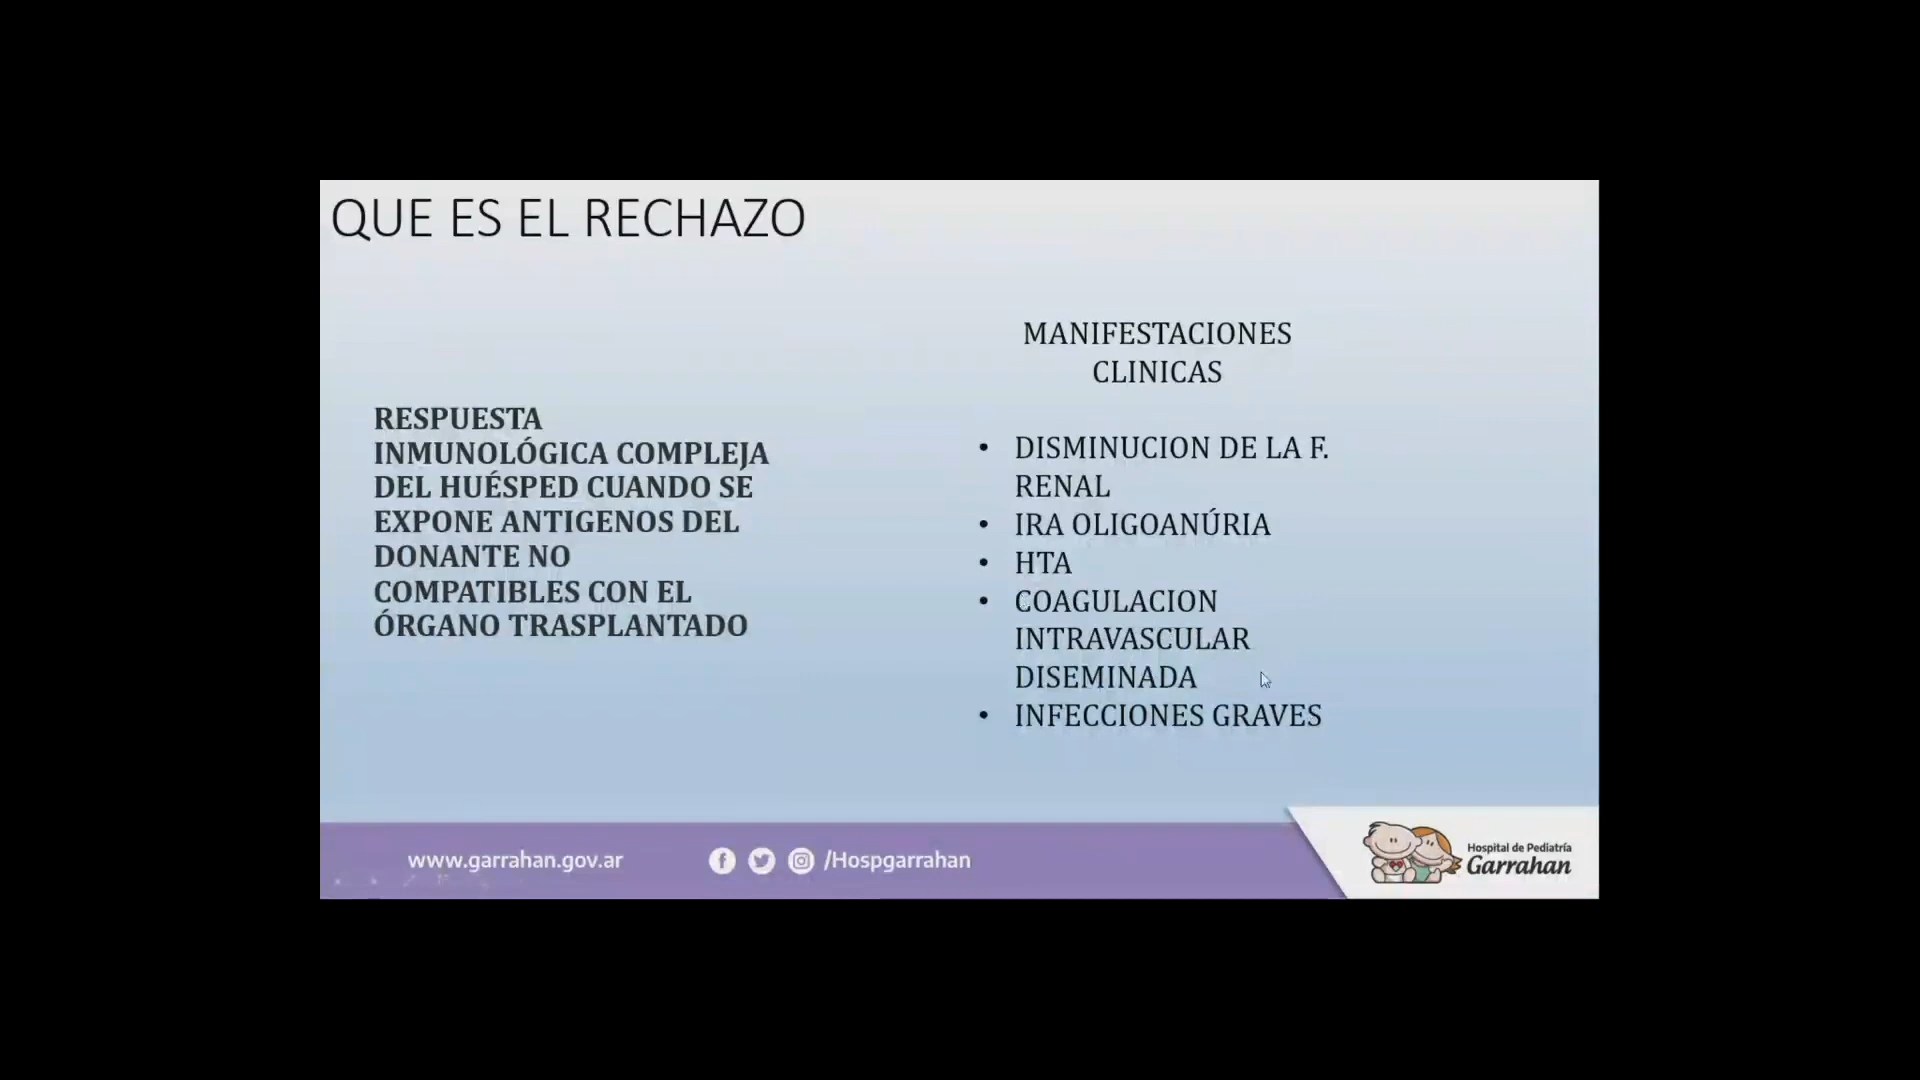 QUE ES EL RECHAZO
RESPUESTA
INMUNOLÓGICA COMPLEJA
DEL HUÉSPED CUANDO SE
EXPONE ANTIGENOS DEL
DONANTE NO
COMPATIBLES CON EL
ÓRGANO TRASPLANTADO
MANIFESTACIONES
CLINICAS
• DISMINUCION DE LA F.
RENAL
• IRA OLIGOANÚRIA
• HTA
• COAGULACION
INTRAVASCULAR
DISEMINADA
• INFECCIONES GRAVES
www.garrahan.gov.ar
/Hospgarrahan
Hospital de Pediatría
Garrahan